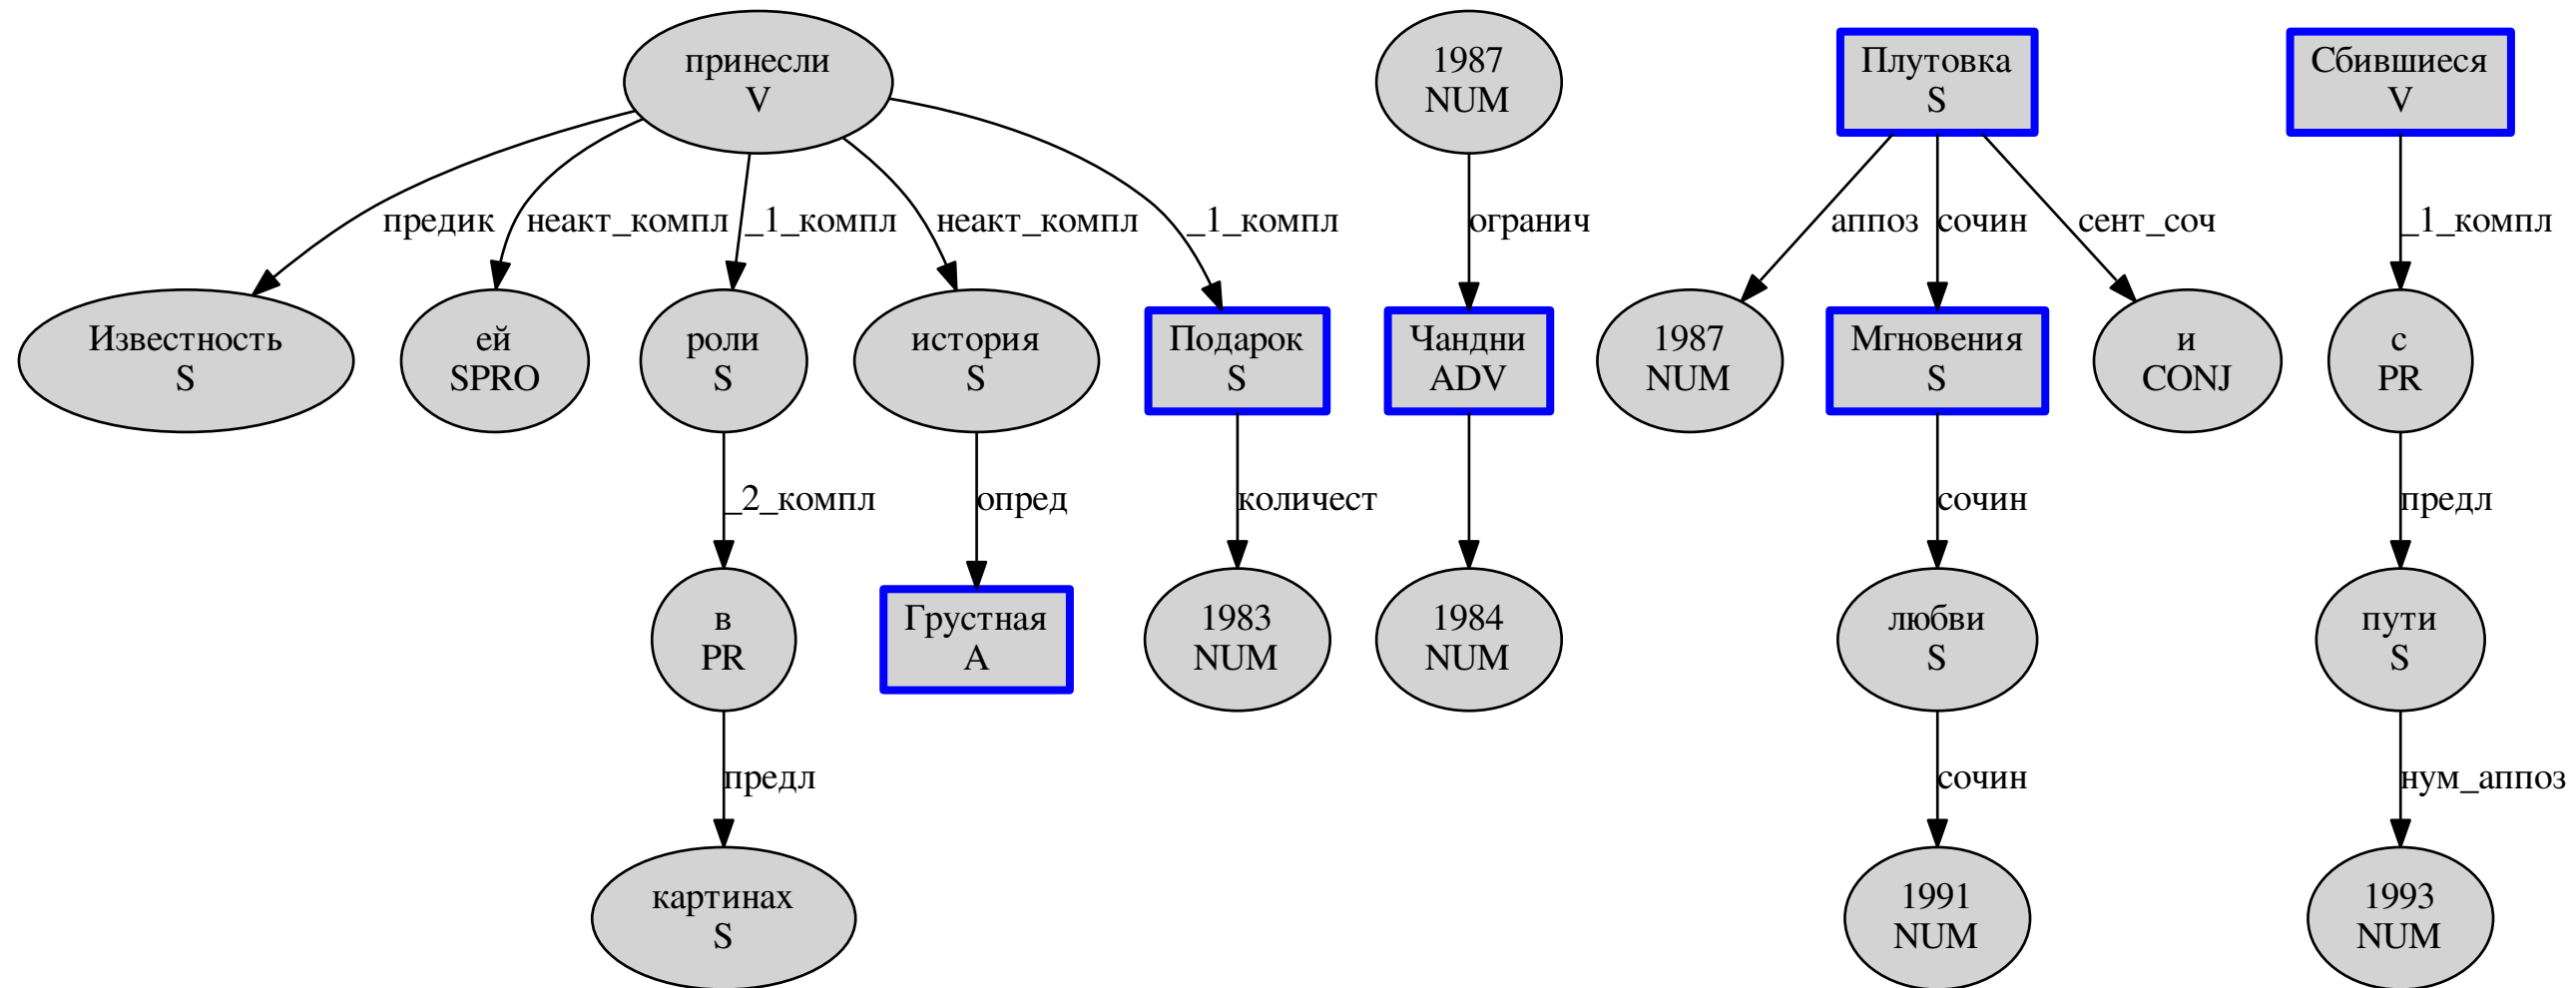 принесли
V
1987
NUM
Плутовка
S
Сбившиеся
V
предик
неакт_компл
_1_компл
неакт_компл
_1_компл
огранич
аппоз
сочин
сент_соч
_1_компл
Известность
S
ей
SPRO
роли
S
история
S
Подарок
S
Чандни
ADV
1987
NUM
Мгновения
S
и
CONJ
с
PR
_2_компл
опред
количест
сочин
предл
в
PR
Грустная
A
1983
NUM
1984
NUM
любви
S
пути
S
предл
сочин
нум_аппоз
картинах
S
1991
NUM
1993
NUM